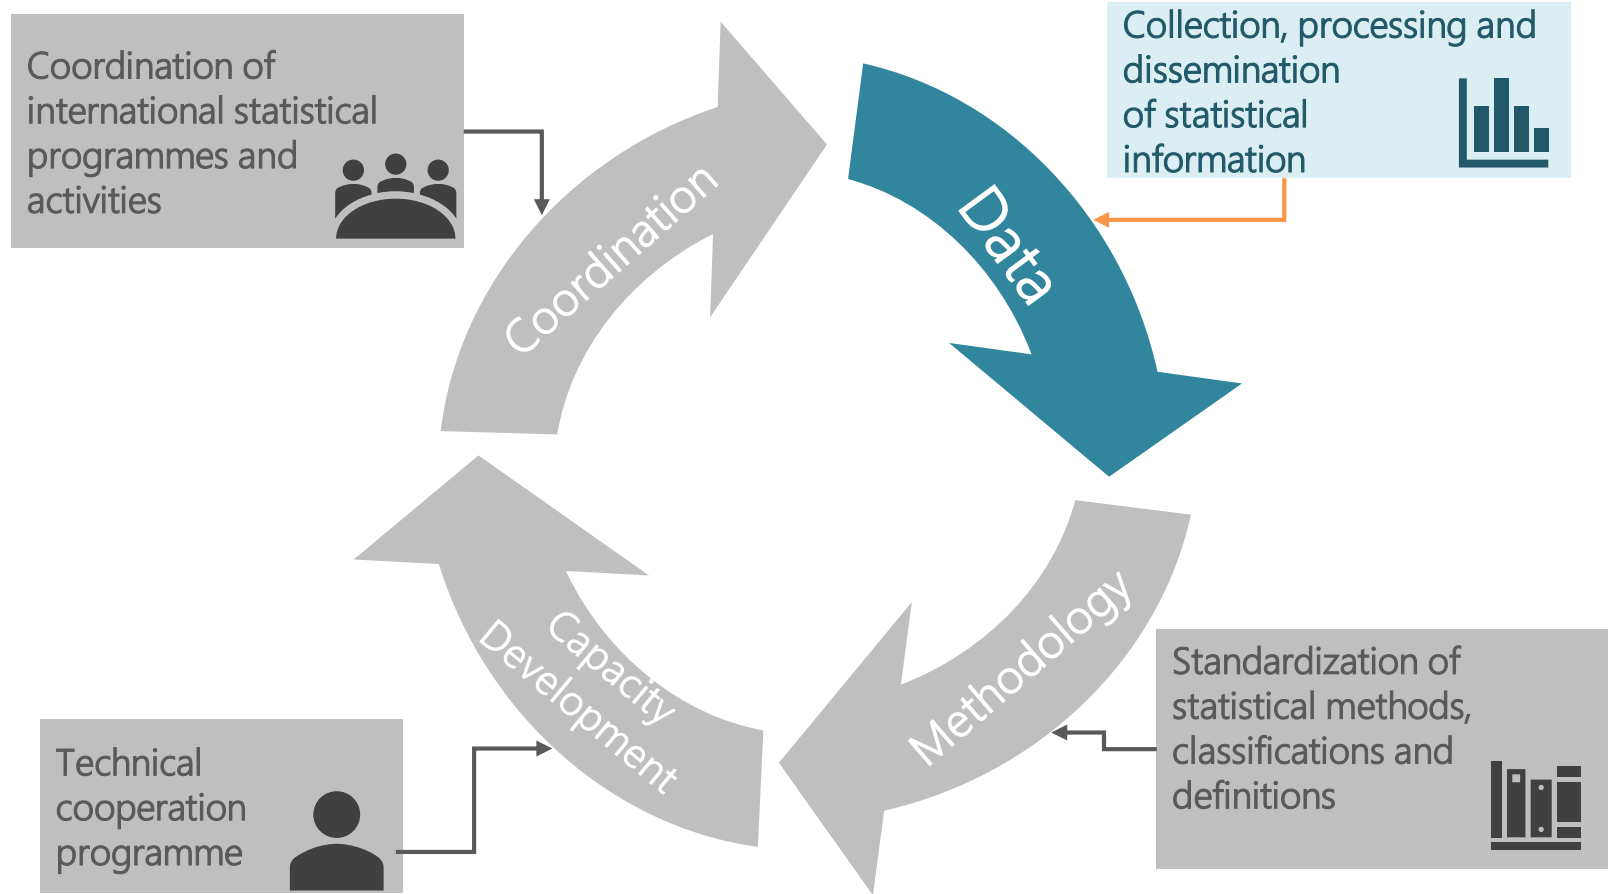 Coordination of
international statistical
programmes and
activities
Collection, processing and
dissemination
of statistical
information
Coordination
Data
Capacity
Development
Methodology
Technical
cooperation
programme
Standardization of
statistical methods,
classifications and
definitions